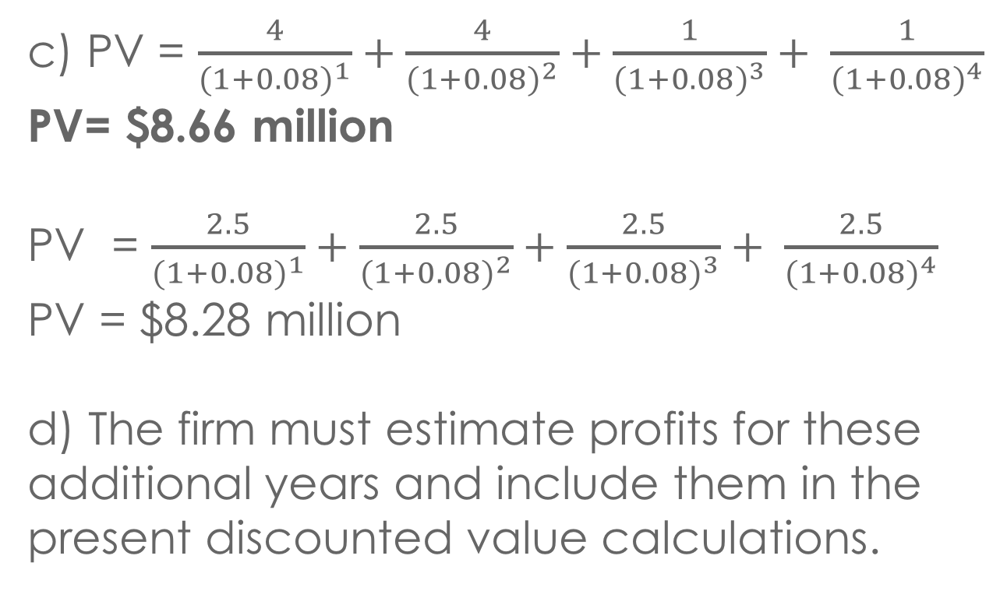 c) PV = \frac{4}{(1+0.08)^1} + \frac{4}{(1+0.08)^2} + \frac{1}{(1+0.08)^3} + \frac{1}{(1+0.08)^4}
PV= $8.66 million
PV = \frac{2.5}{(1+0.08)^1} + \frac{2.5}{(1+0.08)^2} + \frac{2.5}{(1+0.08)^3} + \frac{2.5}{(1+0.08)^4}
PV = $8.28 million
d) The firm must estimate profits for these
additional years and include them in the
present discounted value calculations.